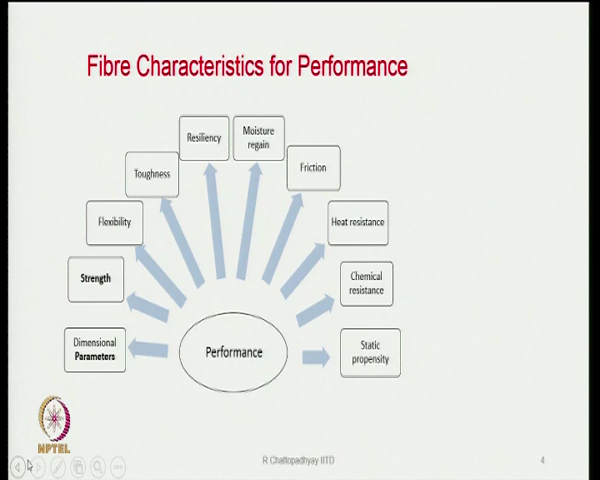 Fibre Characteristics for Performance
Resiliency
Moisture
regain
Toughness
Friction
Flexibility
Heat resistance
Strength
Chemical
resistance
Dimensional
Parameters
Performance
Static
propensity
NPTEL
R Chattopadhyay IITD
4